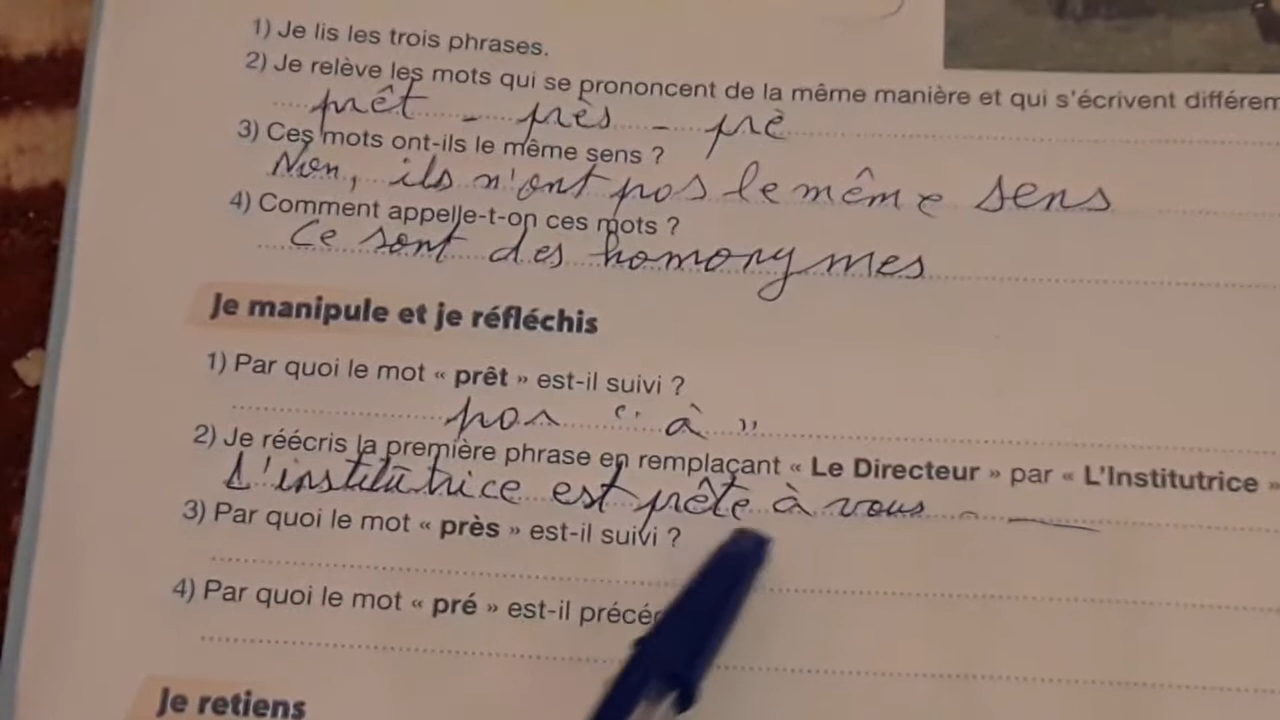 1) Je lis les trois phrases.
2) Je relève les mots qui se prononcent de la même manière et qui s'écrivent différem
prêt - près - pré
3) Ces mots ont-ils le même sens ?
Non, ils n'ont pas le même sens
4) Comment appelle-t-on ces mots ?
Ce sont des homonymes
Je manipule et je réfléchis
1) Par quoi le mot « prêt » est-il suivi ?
par " à "
2) Je réécris la première phrase en remplaçant « Le Directeur » par « L'Institutrice »
L'institutrice est prête à vous
3) Par quoi le mot « près » est-il suivi ?
4) Par quoi le mot « pré » est-il précéd
Je retiens